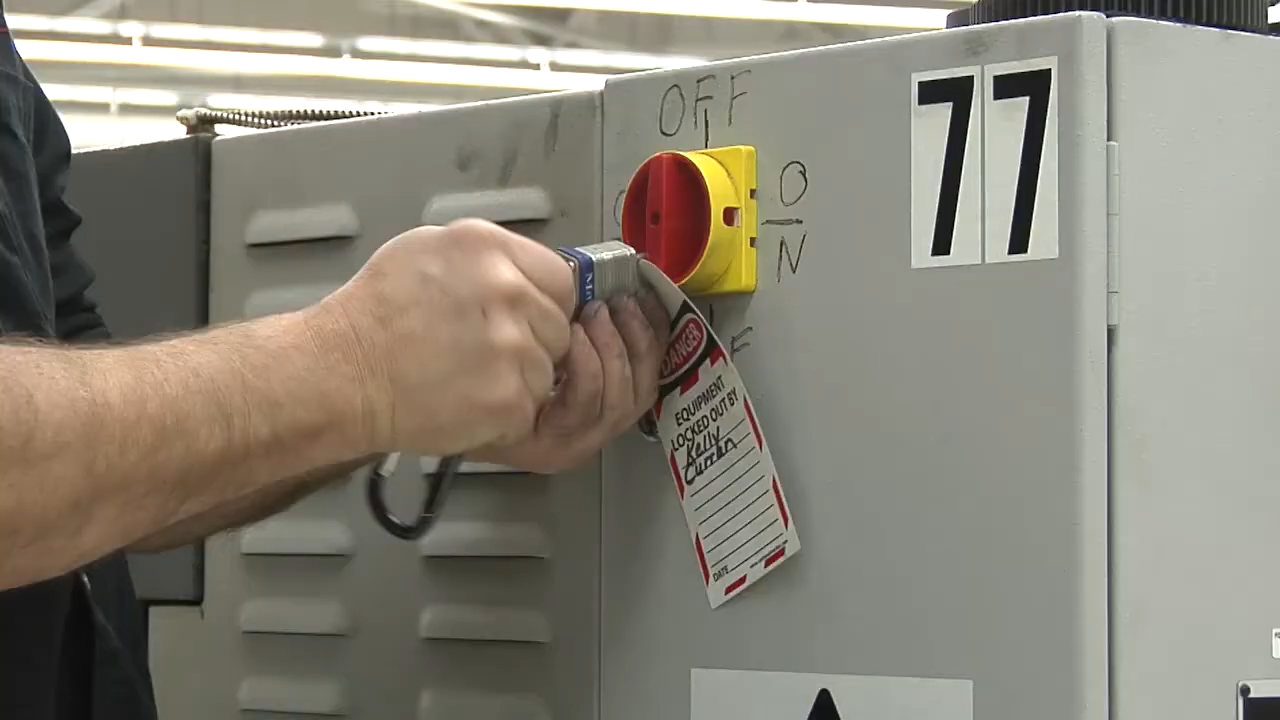 OFF
77
O
N
DANGER
EQUIPMENT
LOCKED OUT BY
Kelly
Curran
DATE